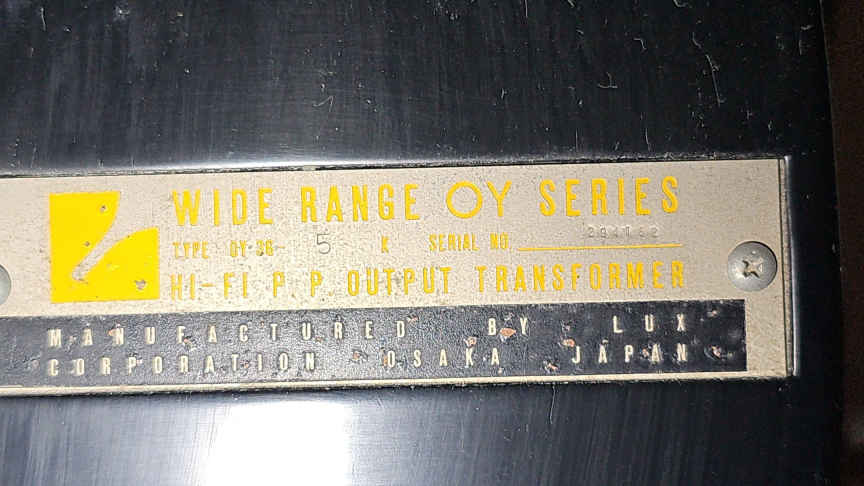 WIDE RANGE OY SERIES
TYPE OY-36- 5 K SERIAL NO.
HI-FI P. P. OUTPUT TRANSFORMER
MANUFACTURED BY LUX
CORPORATION OSAKA JAPAN